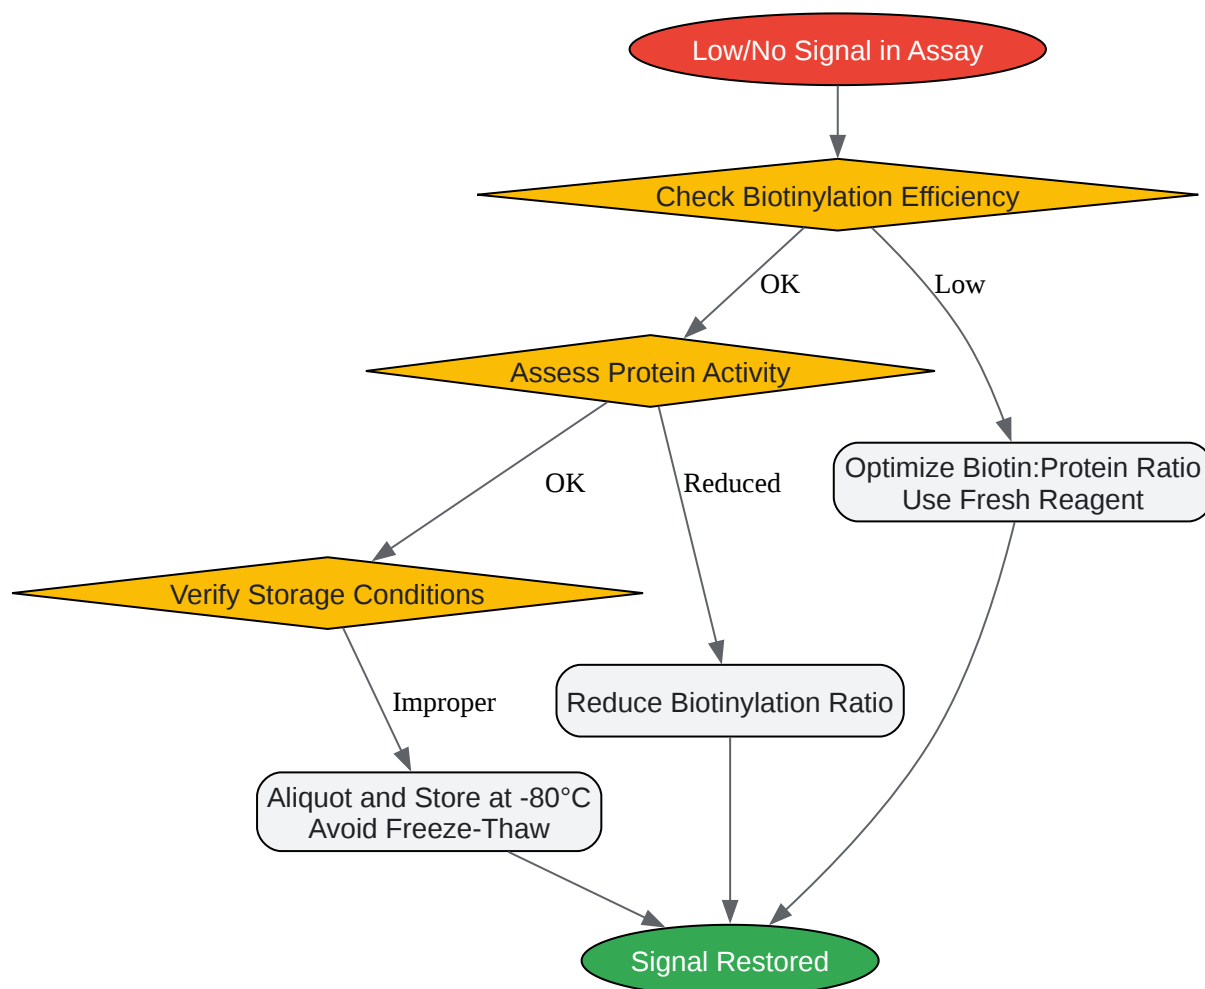 Low/No Signal in Assay
Check Biotinylation Efficiency
OK
Low
Assess Protein Activity
Optimize Biotin:Protein Ratio
Use Fresh Reagent
OK
Reduced
Verify Storage Conditions
Improper
Reduce Biotinylation Ratio
Aliquot and Store at -80°C
Avoid Freeze-Thaw
Signal Restored